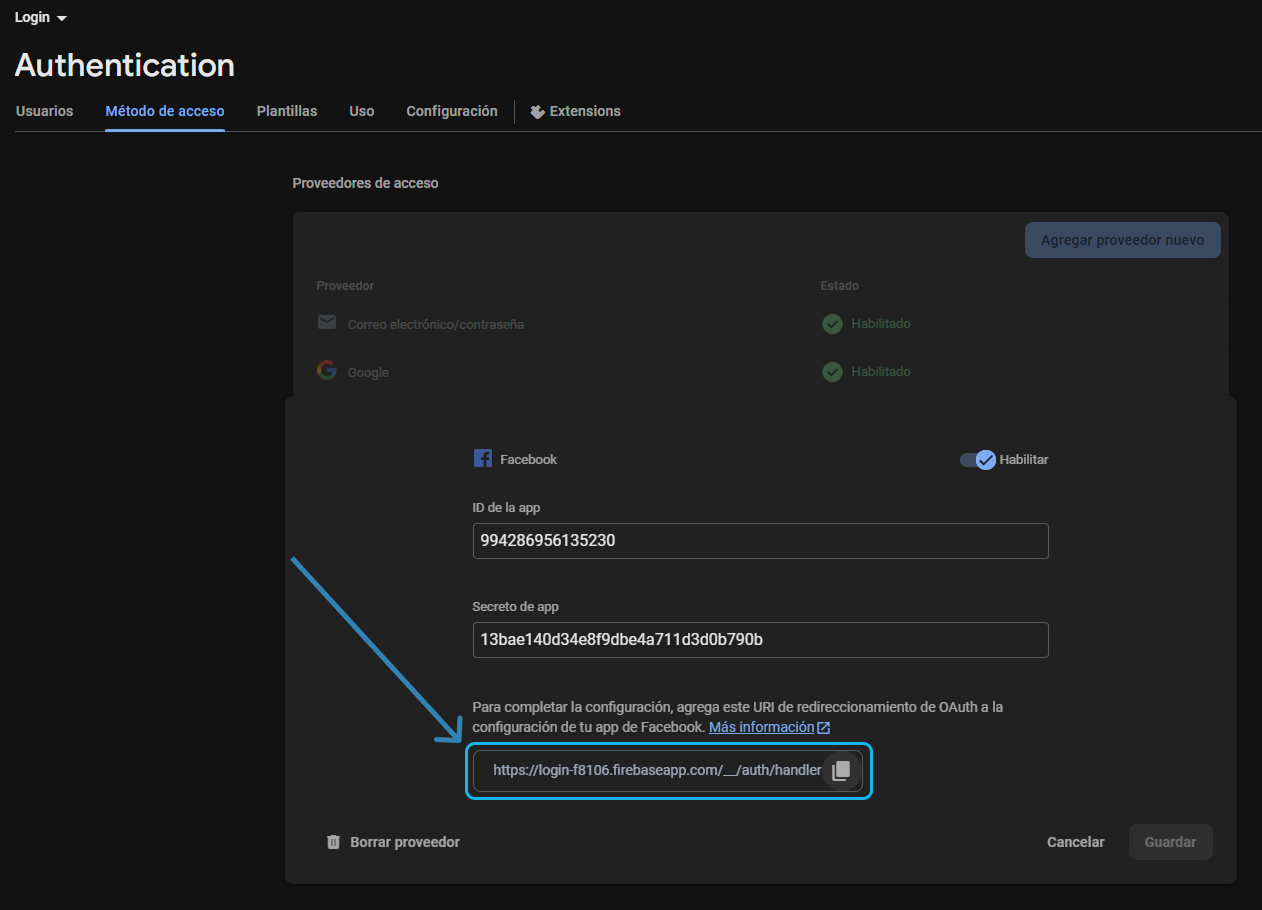 Login
Authentication
Usuarios Método de acceso Plantillas Uso Configuración Extensions
Proveedores de acceso
Agregar proveedor nuevo
Proveedor Estado
Correo electrónico/contraseña Habilitado
Google Habilitado
Facebook Habilitar
ID de la app
994286956135230
Secreto de app
13bae140d34e8f9dbe4a711d3d0b790b
Para completar la configuración, agrega este URI de redireccionamiento de OAuth a la
configuración de tu app de Facebook. Más información
https://login-f8106.firebaseapp.com/__/auth/handler
Borrar proveedor Cancelar Guardar